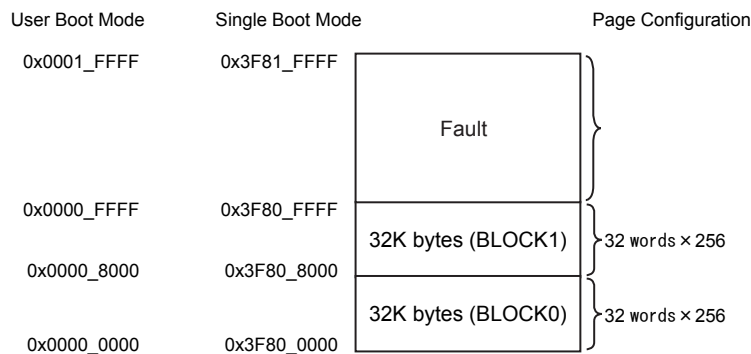 User Boot Mode Single Boot Mode Page Configuration
0x0001_FFFF 0x3F81_FFFF
Fault
0x0000_FFFF 0x3F80_FFFF
32K bytes (BLOCK1) 32 words×256
0x0000_8000 0x3F80_8000
32K bytes (BLOCK0) 32 words×256
0x0000_0000 0x3F80_0000